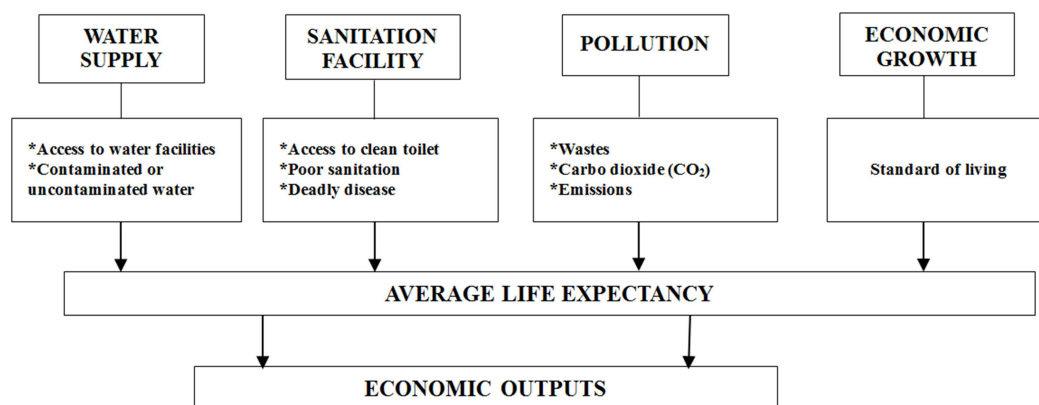 WATER
SUPPLY
SANITATION
FACILITY
POLLUTION
ECONOMIC
GROWTH
*Access to water facilities
*Contaminated or
uncontaminated water
*Access to clean toilet
*Poor sanitation
*Deadly disease
*Wastes
*Carbo dioxide (CO₂)
*Emissions
Standard of living
AVERAGE LIFE EXPECTANCY
ECONOMIC OUTPUTS